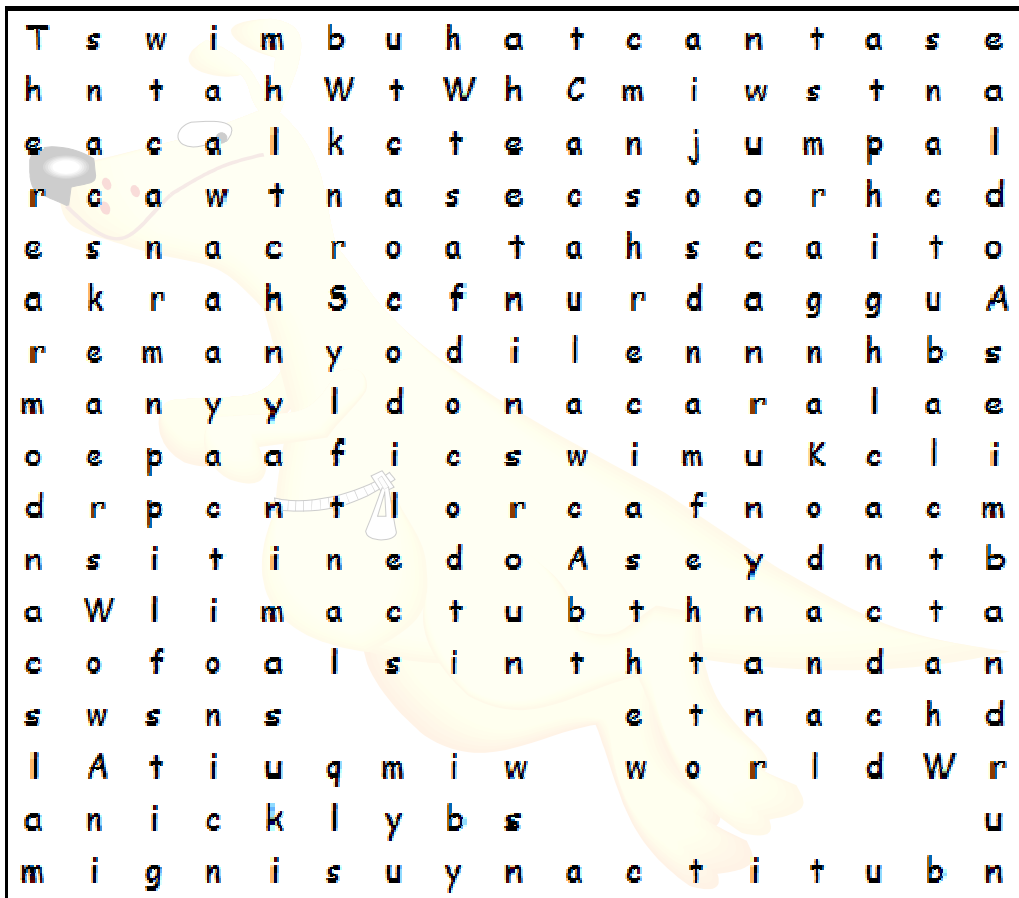 T s w i m b u h a t c a n t a s e
h n t a h W t W h C m i w s t n a
e a c a l k c t e a n j u m p a l
r c a w t n a s e c s o o r h c d
e s n a c r o a t a h s c a i t o
a k r a h S c f n u r d a g g u A
r e m a n y o d i l e n n n h b s
m a n y y l d o n a c a r a l a e
o e p a a f i c s w i m u K c l i
d r p c n t l o r c a f n o a c m
n s i t i n e d o A s e y d n t b
a W l i m a c t u b t h n a c t a
c o f o a l s i n t h t a n d a n
s w s n s e t n a c h d
l A t i u q m i w w o r l d W r
a n i c k l y b s u
m i g n i s u y n a c t i t u b n